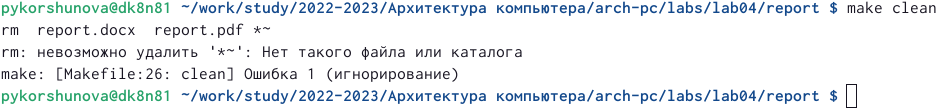 pykorshunova@dk8n81 ~/work/study/2022-2023/Архитектура компьютера/arch-pc/labs/lab04/report $ make clean
rm  report.docx  report.pdf *~
rm: невозможно удалить '*~': Нет такого файла или каталога
make: [Makefile:26: clean] Ошибка 1 (игнорирование)
pykorshunova@dk8n81 ~/work/study/2022-2023/Архитектура компьютера/arch-pc/labs/lab04/report $